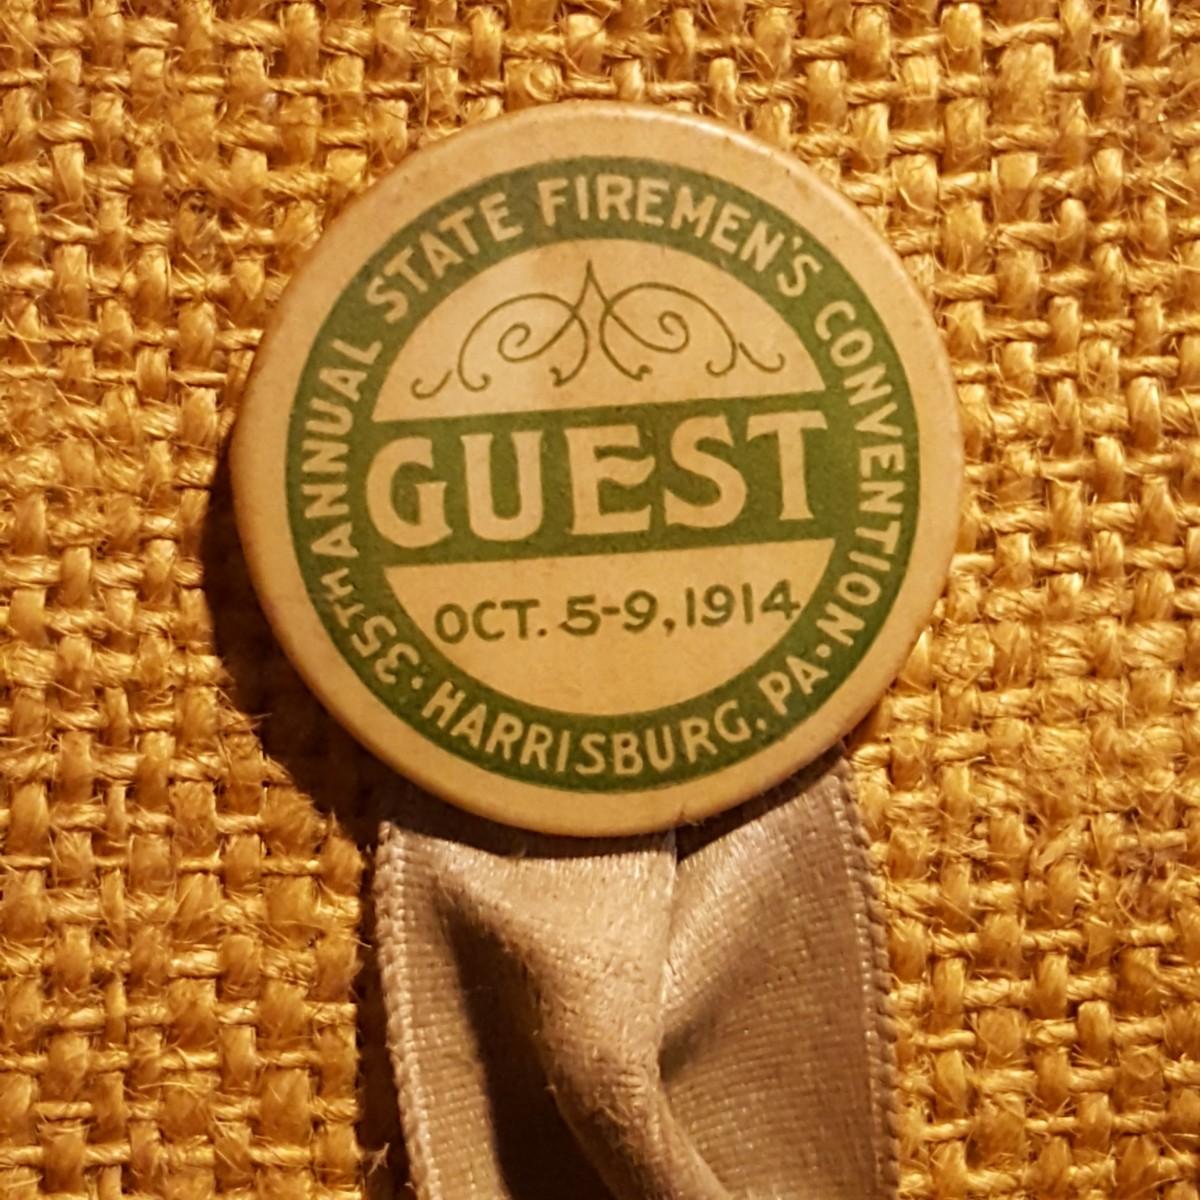 35TH ANNUAL STATE FIREMEN'S CONVENTION
GUEST
OCT. 5-9, 1914
HARRISBURG, PA